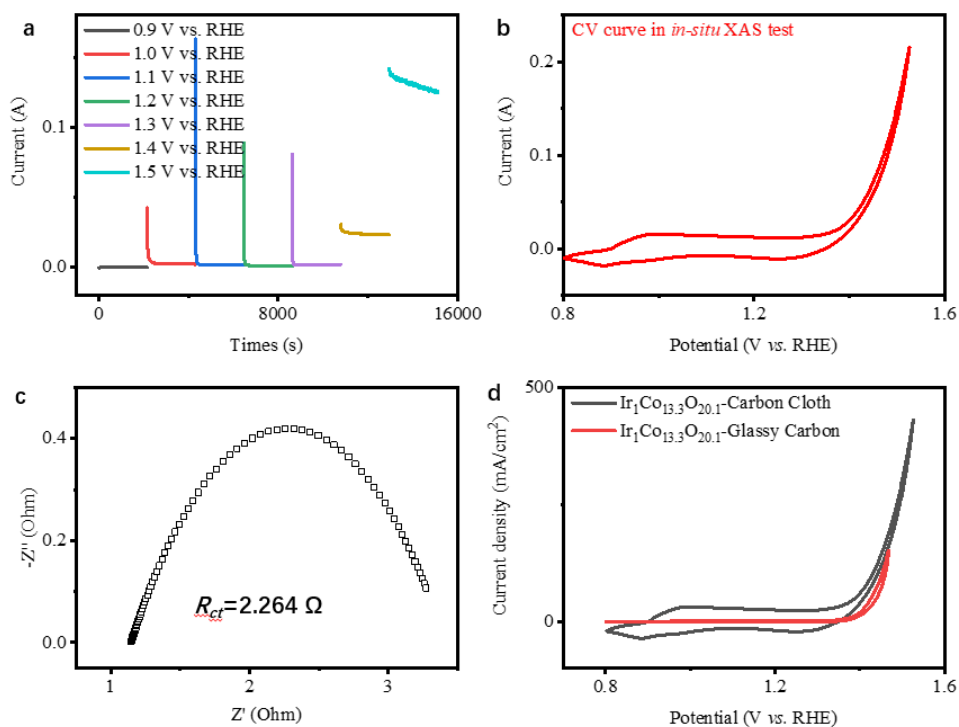 a
0.9 V vs. RHE
1.0 V vs. RHE
1.1 V vs. RHE
1.2 V vs. RHE
1.3 V vs. RHE
1.4 V vs. RHE
1.5 V vs. RHE
0.1
0.0
Current (A)
0 8000 16000
Times (s)
b
CV curve in in-situ XAS test
0.2
0.1
0.0
Current (A)
0.8 1.2 1.6
Potential (V vs. RHE)
c
0.4
0.2
0.0
-Z'' (Ohm)
Rct=2.264 Ω
1 2 3
Z' (Ohm)
d
500
0
Current density (mA/cm²)
Ir₁Co₁₃.₃O₂₀.₁-Carbon Cloth
Ir₁Co₁₃.₃O₂₀.₁-Glassy Carbon
0.8 1.2 1.6
Potential (V vs. RHE)